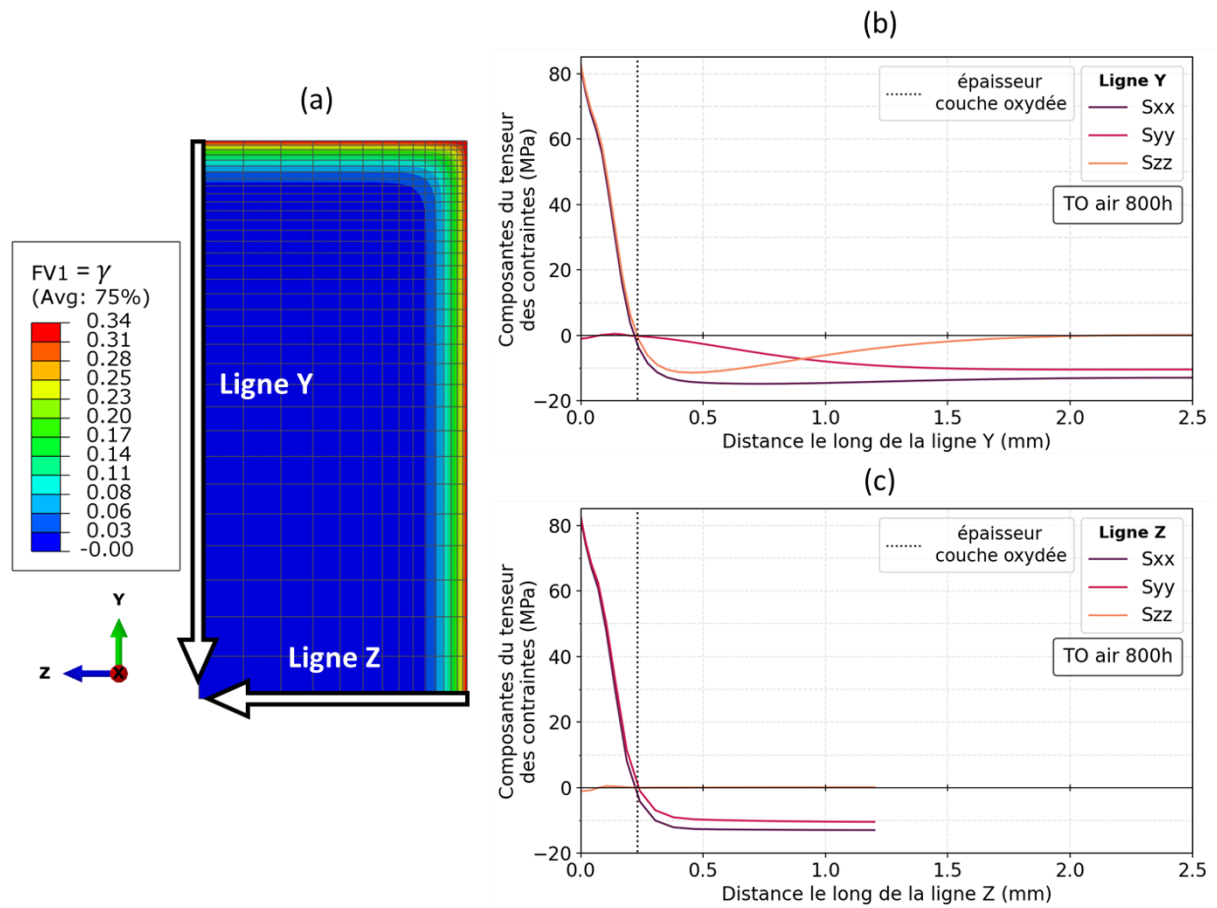 (a)
FV1 = γ
(Avg: 75%)
0.34
0.31
0.28
0.25
0.23
0.20
0.17
0.14
0.11
0.08
0.06
0.03
-0.00
Y
Z
X
Ligne Y
Ligne Z
(b)
Composantes du tenseur
des contraintes (MPa)
80
60
40
20
0
−20
épaisseur
couche oxydée
Ligne Y
Sxx
Syy
Szz
TO air 800h
0.0 0.5 1.0 1.5 2.0 2.5
Distance le long de la ligne Y (mm)
(c)
Composantes du tenseur
des contraintes (MPa)
80
60
40
20
0
−20
épaisseur
couche oxydée
Ligne Z
Sxx
Syy
Szz
TO air 800h
0.0 0.5 1.0 1.5 2.0 2.5
Distance le long de la ligne Z (mm)